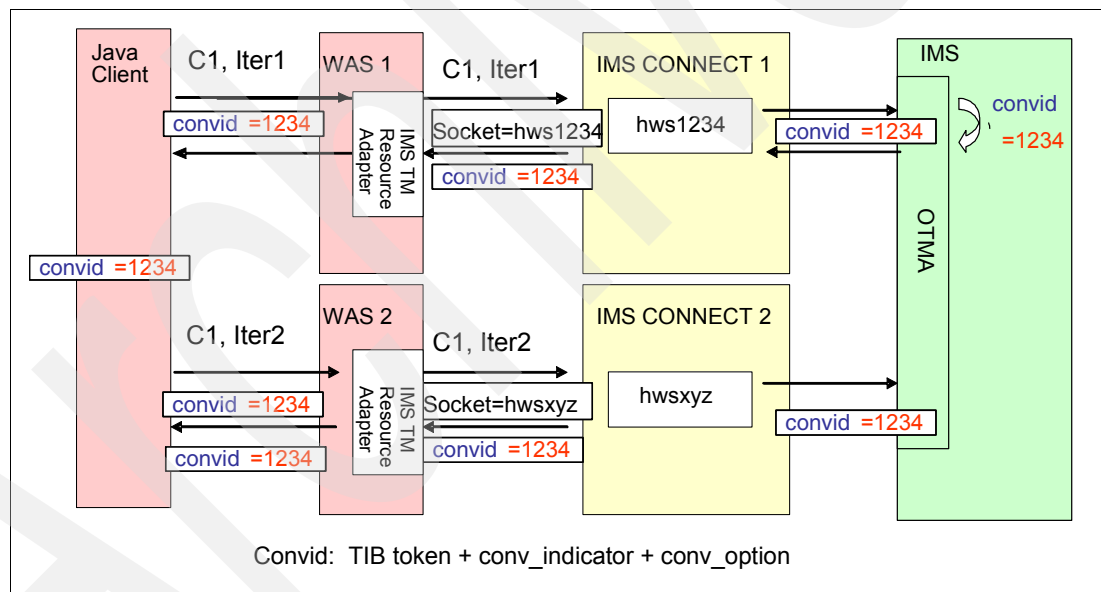 Java
Client
C1, Iter1
WAS 1
C1, Iter1
IMS CONNECT 1
IMS
convid =1234
IMS TM
Resource
Adapter
Socket=hws1234
convid =1234
hws1234
convid =1234
convid
=1234
OTMA
convid =1234
C1, Iter2
WAS 2
C1, Iter2
IMS CONNECT 2
convid =1234
convid =1234
IMS TM
Resource
Adapter
Socket=hwsxyz
convid =1234
hwsxyz
convid =1234
Convid: TIB token + conv_indicator + conv_option